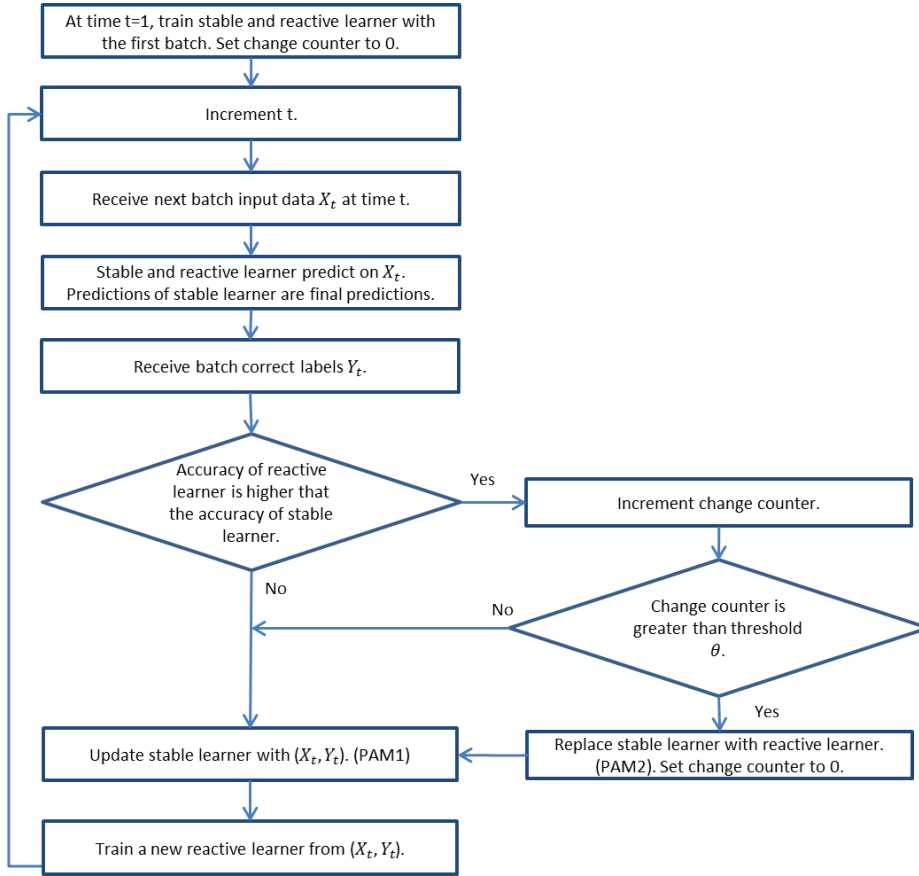 At time t=1, train stable and reactive learner with
the first batch. Set change counter to 0.
Increment t.
Receive next batch input data X_t at time t.
Stable and reactive learner predict on X_t.
Predictions of stable learner are final predictions.
Receive batch correct labels Y_t.
Accuracy of reactive
learner is higher that
the accuracy of stable
learner.
Yes
Increment change counter.
No
No
Change counter is
greater than threshold
θ.
Yes
Update stable learner with (X_t, Y_t). (PAM1)
Replace stable learner with reactive learner.
(PAM2). Set change counter to 0.
Train a new reactive learner from (X_t, Y_t).